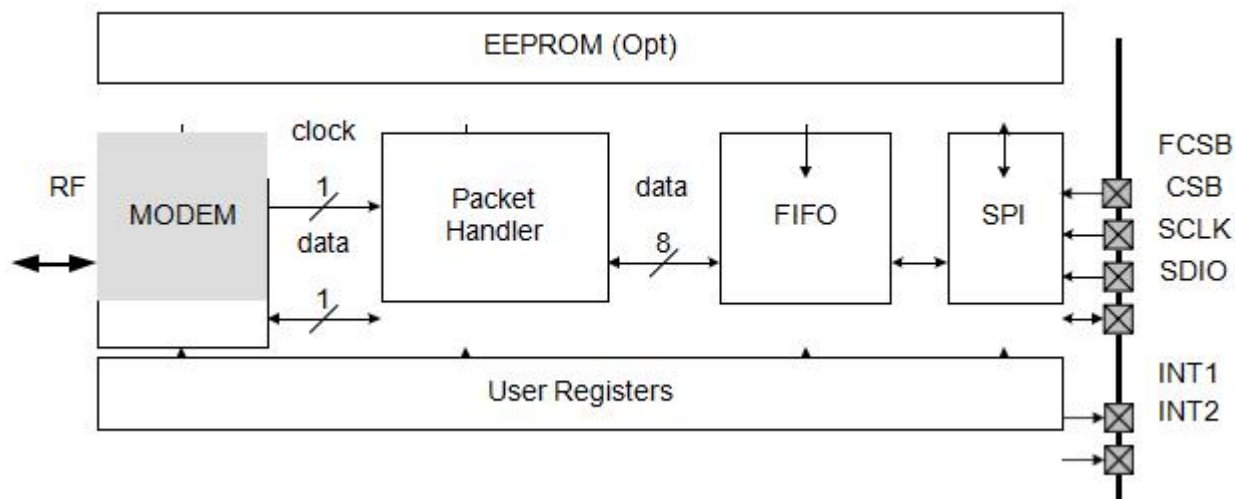 EEPROM (Opt)
clock
FCSB
RF
MODEM
1
Packet
Handler
data
FIFO
SPI
CSB
SCLK
data
8
SDIO
1
INT1
User Registers
INT2